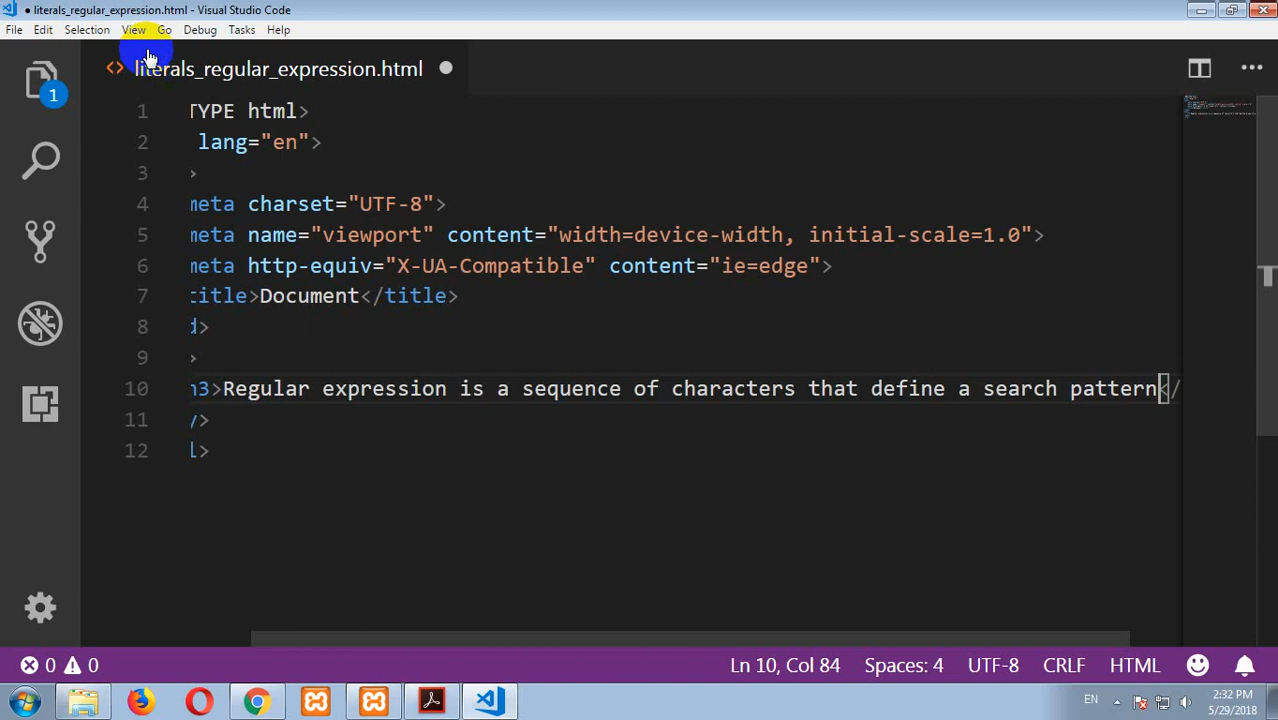 ● literals_regular_expression.html - Visual Studio Code
File Edit Selection View Go Debug Tasks Help
1
literals_regular_expression.html
1 TYPE html>
2 lang="en">
3 >
4 meta charset="UTF-8">
5 meta name="viewport" content="width=device-width, initial-scale=1.0">
6 meta http-equiv="X-UA-Compatible" content="ie=edge">
7 title>Document</title>
8 d>
9 >
10 h3>Regular expression is a sequence of characters that define a search pattern</
11 y>
12 l>
0 0 Ln 10, Col 84 Spaces: 4 UTF-8 CRLF HTML
EN 2:32 PM
5/29/2018